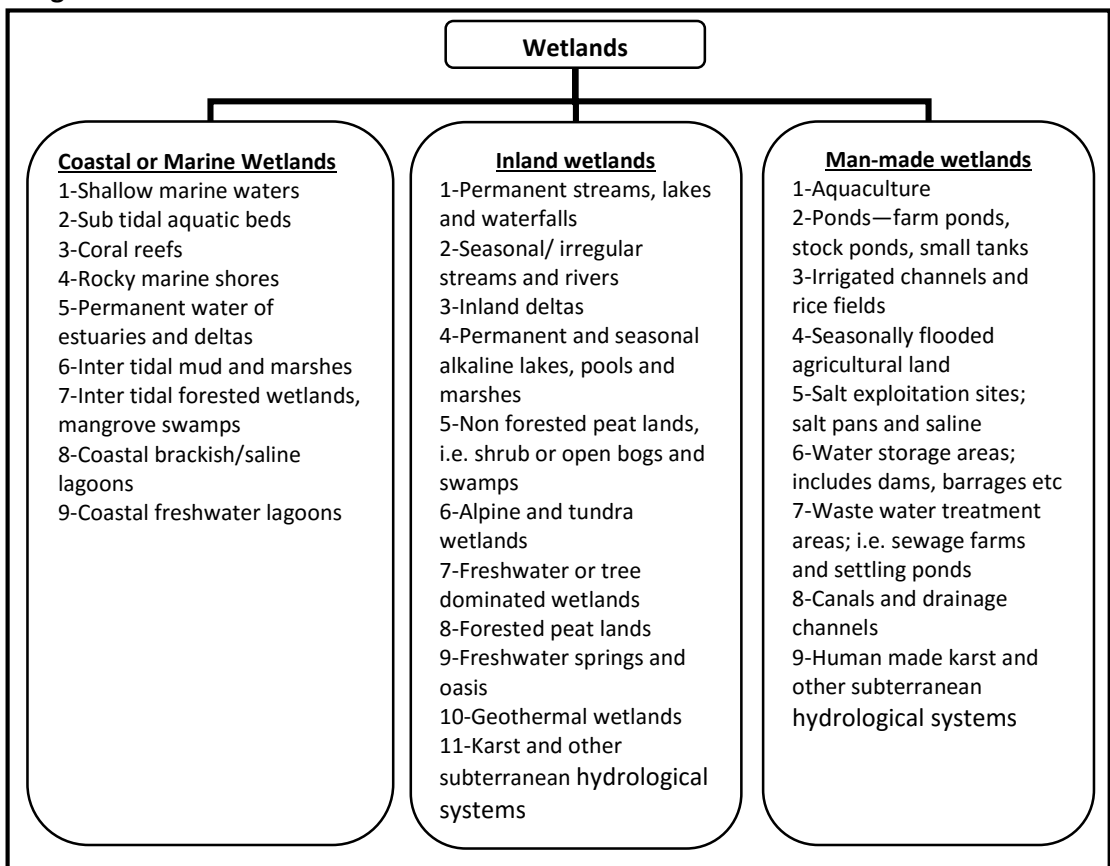 Wetlands
Coastal or Marine Wetlands
1-Shallow marine waters
2-Sub tidal aquatic beds
3-Coral reefs
4-Rocky marine shores
5-Permanent water of
estuaries and deltas
6-Inter tidal mud and marshes
7-Inter tidal forested wetlands,
mangrove swamps
8-Coastal brackish/saline
lagoons
9-Coastal freshwater lagoons
Inland wetlands
1-Permanent streams, lakes
and waterfalls
2-Seasonal/ irregular
streams and rivers
3-Inland deltas
4-Permanent and seasonal
alkaline lakes, pools and
marshes
5-Non forested peat lands,
i.e. shrub or open bogs and
swamps
6-Alpine and tundra
wetlands
7-Freshwater or tree
dominated wetlands
8-Forested peat lands
9-Freshwater springs and
oasis
10-Geothermal wetlands
11-Karst and other
subterranean hydrological
systems
Man-made wetlands
1-Aquaculture
2-Ponds—farm ponds,
stock ponds, small tanks
3-Irrigated channels and
rice fields
4-Seasonally flooded
agricultural land
5-Salt exploitation sites;
salt pans and saline
6-Water storage areas;
includes dams, barrages etc
7-Waste water treatment
areas; i.e. sewage farms
and settling ponds
8-Canals and drainage
channels
9-Human made karst and
other subterranean
hydrological systems